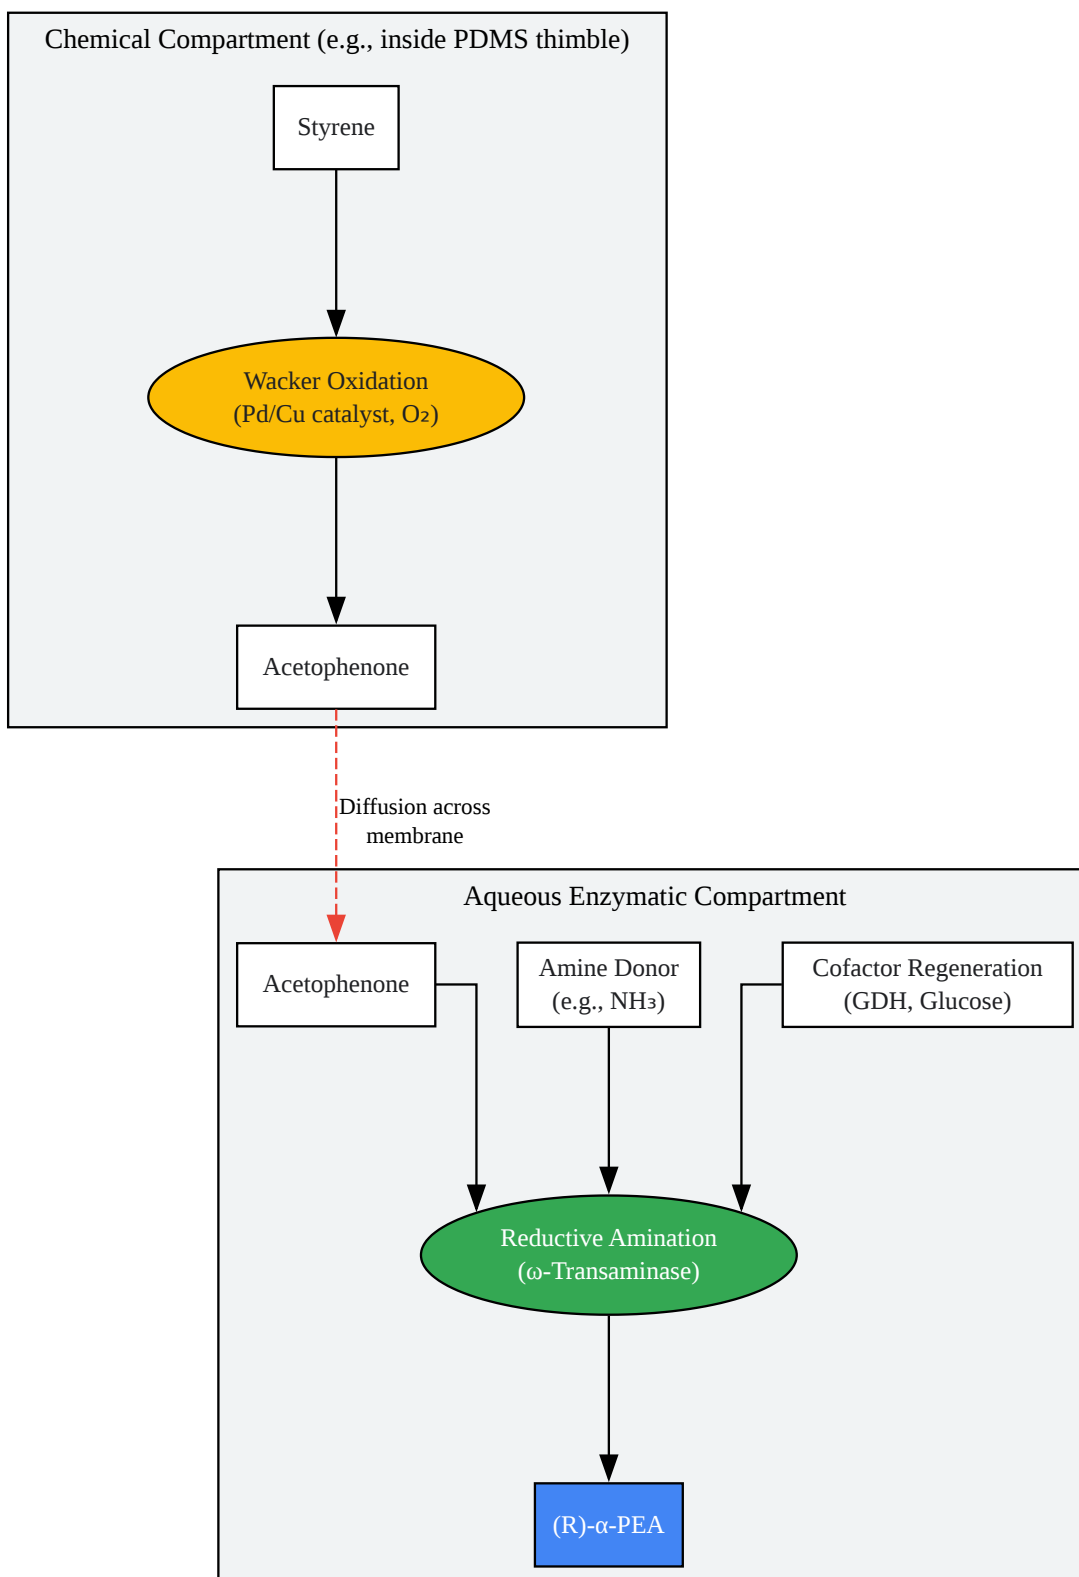 Chemical Compartment (e.g., inside PDMS thimble)
Styrene
Wacker Oxidation
(Pd/Cu catalyst, O₂)
Acetophenone
Diffusion across
membrane
Aqueous Enzymatic Compartment
Acetophenone
Amine Donor
(e.g., NH₃)
Cofactor Regeneration
(GDH, Glucose)
Reductive Amination
(ω-Transaminase)
(R)-α-PEA